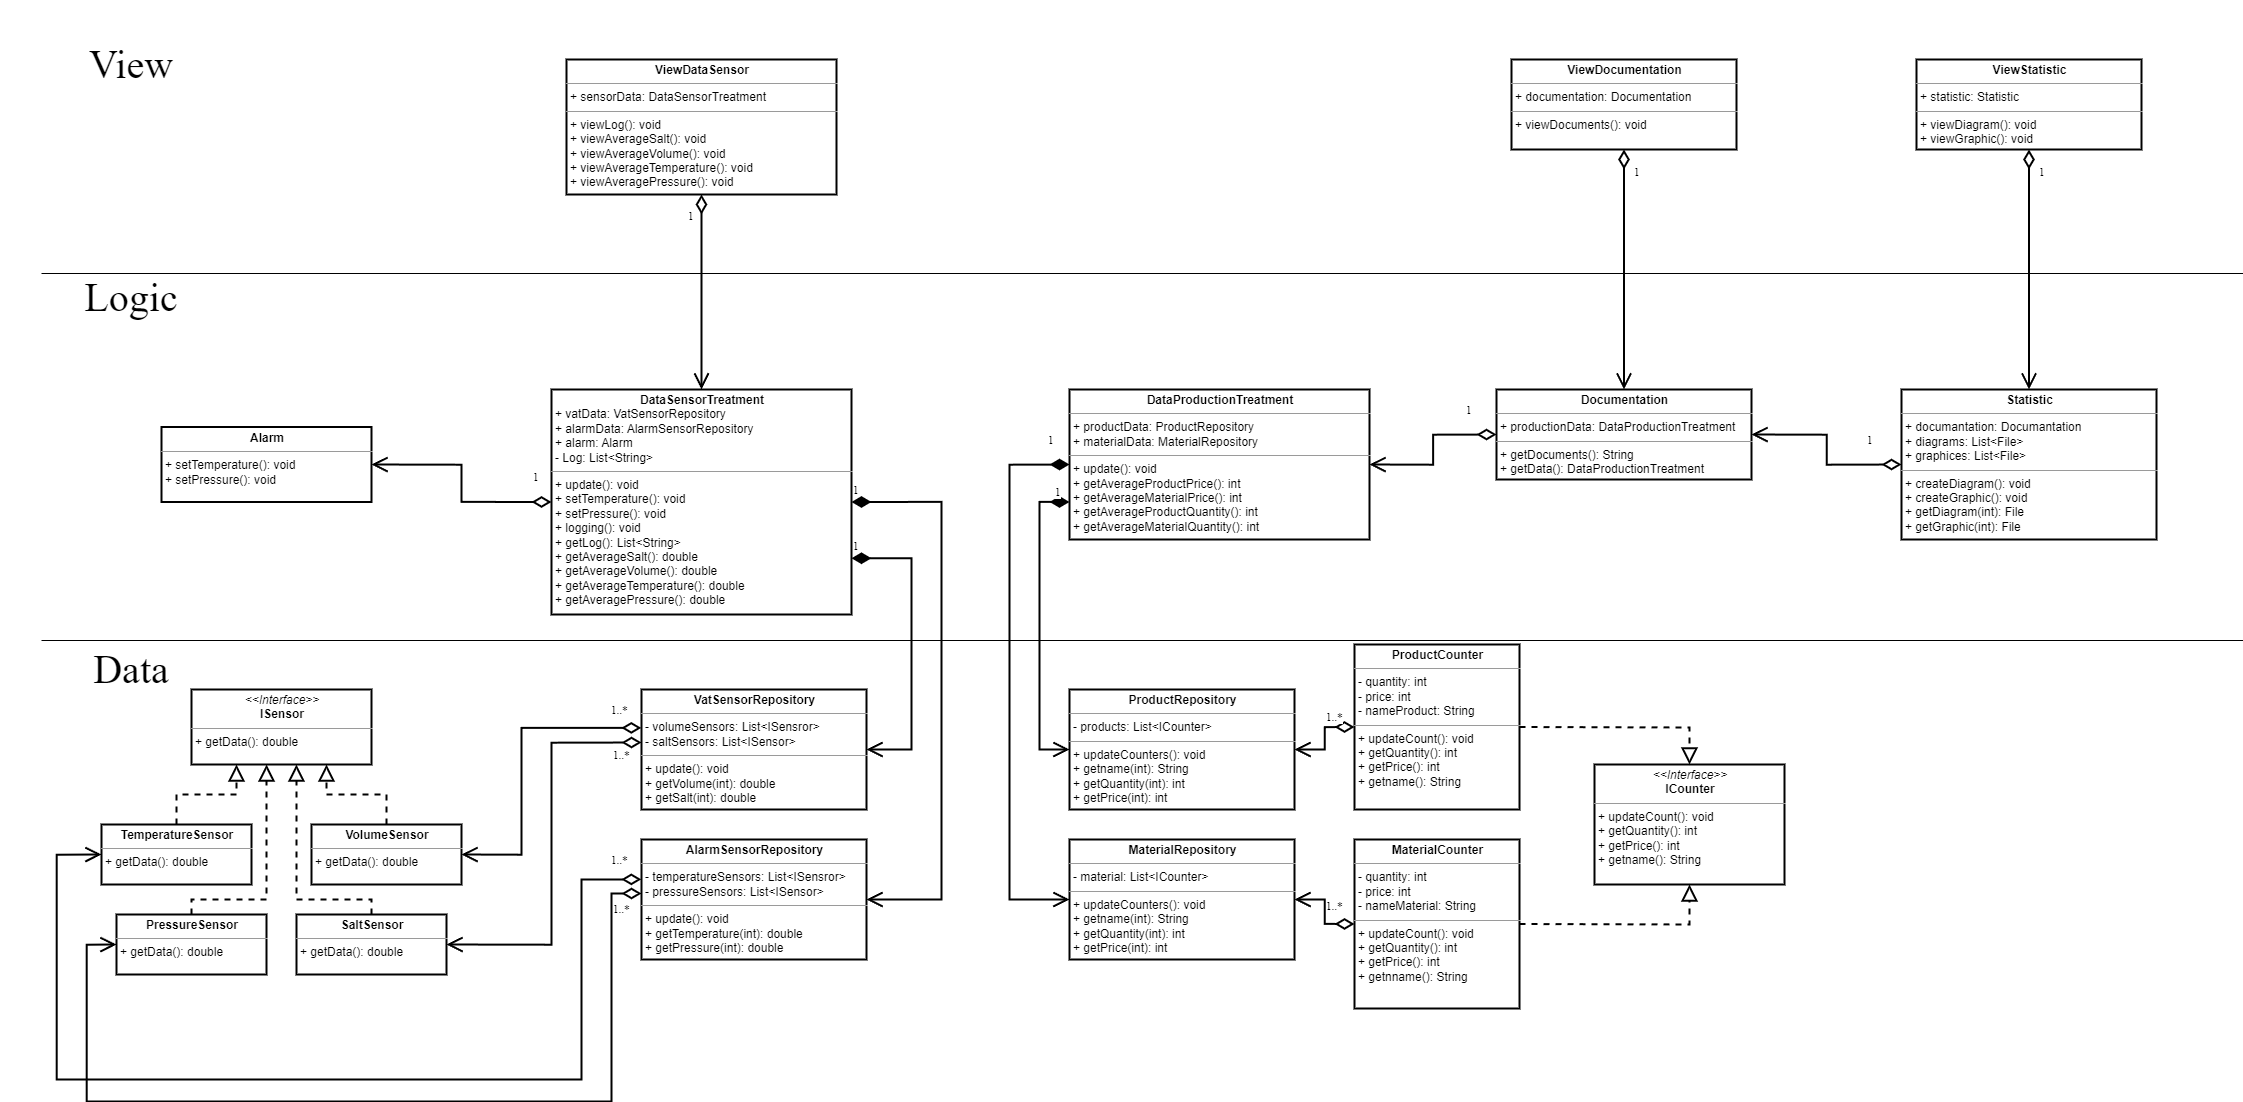 View
ViewDataSensor
+ sensorData: DataSensorTreatment
+ viewLog(): void
+ viewAverageSalt(): void
+ viewAverageVolume(): void
+ viewAverageTemperature(): void
+ viewAveragePressure(): void
1
ViewDocumentation
+ documentation: Documentation
+ viewDocuments(): void
1
ViewStatistic
+ statistic: Statistic
+ viewDiagram(): void
+ viewGraphic(): void
1
Logic
Alarm
+ setTemperature(): void
+ setPressure(): void
1
DataSensorTreatment
+ vatData: VatSensorRepository
+ alarmData: AlarmSensorRepository
+ alarm: Alarm
- Log: List<String>
+ update(): void
+ setTemperature(): void
+ setPressure(): void
+ logging(): void
+ getLog(): List<String>
+ getAverageSalt(): double
+ getAverageVolume(): double
+ getAverageTemperature(): double
+ getAveragePressure(): double
1
1
1
1
DataProductionTreatment
+ productData: ProductRepository
+ materialData: MaterialRepository
+ update(): void
+ getAverageProductPrice(): int
+ getAverageMaterialPrice(): int
+ getAverageProductQuantity(): int
+ getAverageMaterialQuantity(): int
1
Documentation
+ productionData: DataProductionTreatment
+ getDocuments(): String
+ getData(): DataProductionTreatment
1
Statistic
+ documantation: Documantation
+ diagrams: List<File>
+ graphices: List<File>
+ createDiagram(): void
+ createGraphic(): void
+ getDiagram(int): File
+ getGraphic(int): File
Data
<<Interface>>
ISensor
+ getData(): double
TemperatureSensor
+ getData(): double
VolumeSensor
+ getData(): double
PressureSensor
+ getData(): double
SaltSensor
+ getData(): double
1..*
1..*
VatSensorRepository
- volumeSensors: List<ISensror>
- saltSensors: List<ISensor>
+ update(): void
+ getVolume(int): double
+ getSalt(int): double
1..*
1..*
AlarmSensorRepository
- temperatureSensors: List<ISensror>
- pressureSensors: List<ISensor>
+ update(): void
+ getTemperature(int): double
+ getPressure(int): double
ProductRepository
- products: List<ICounter>
+ updateCounters(): void
+ getname(int): String
+ getQuantity(int): int
+ getPrice(int): int
1..*
ProductCounter
- quantity: int
- price: int
- nameProduct: String
+ updateCount(): void
+ getQuantity(): int
+ getPrice(): int
+ getname(): String
MaterialRepository
- material: List<ICounter>
+ updateCounters(): void
+ getname(int): String
+ getQuantity(int): int
+ getPrice(int): int
1..*
MaterialCounter
- quantity: int
- price: int
- nameMaterial: String
+ updateCount(): void
+ getQuantity(): int
+ getPrice(): int
+ getnname(): String
<<Interface>>
ICounter
+ updateCount(): void
+ getQuantity(): int
+ getPrice(): int
+ getname(): String